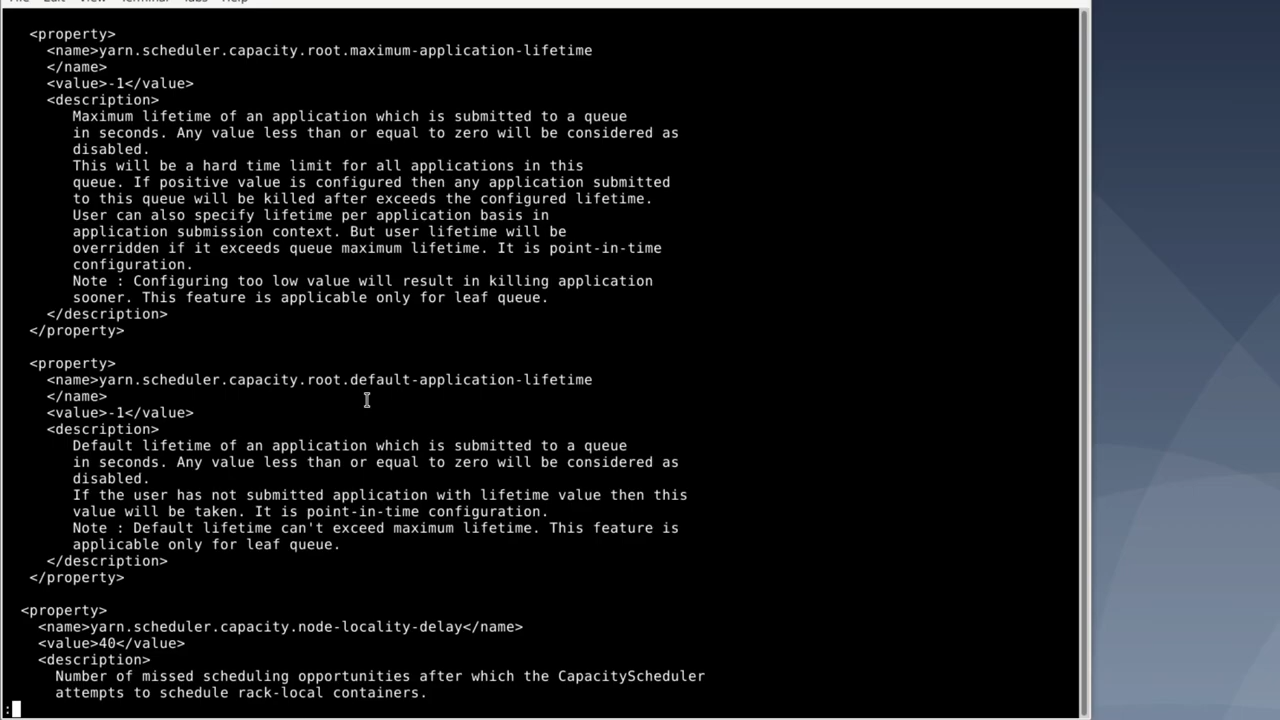 File Edit View Terminal Tabs Help
<property>
<name>yarn.scheduler.capacity.root.maximum-application-lifetime
</name>
<value>-1</value>
<description>
Maximum lifetime of an application which is submitted to a queue
in seconds. Any value less than or equal to zero will be considered as
disabled.
This will be a hard time limit for all applications in this
queue. If positive value is configured then any application submitted
to this queue will be killed after exceeds the configured lifetime.
User can also specify lifetime per application basis in
application submission context. But user lifetime will be
overridden if it exceeds queue maximum lifetime. It is point-in-time
configuration.
Note : Configuring too low value will result in killing application
sooner. This feature is applicable only for leaf queue.
</description>
</property>
<property>
<name>yarn.scheduler.capacity.root.default-application-lifetime
</name>
<value>-1</value>
<description>
Default lifetime of an application which is submitted to a queue
in seconds. Any value less than or equal to zero will be considered as
disabled.
If the user has not submitted application with lifetime value then this
value will be taken. It is point-in-time configuration.
Note : Default lifetime can't exceed maximum lifetime. This feature is
applicable only for leaf queue.
</description>
</property>
<property>
<name>yarn.scheduler.capacity.node-locality-delay</name>
<value>40</value>
<description>
Number of missed scheduling opportunities after which the CapacityScheduler
attempts to schedule rack-local containers.
: